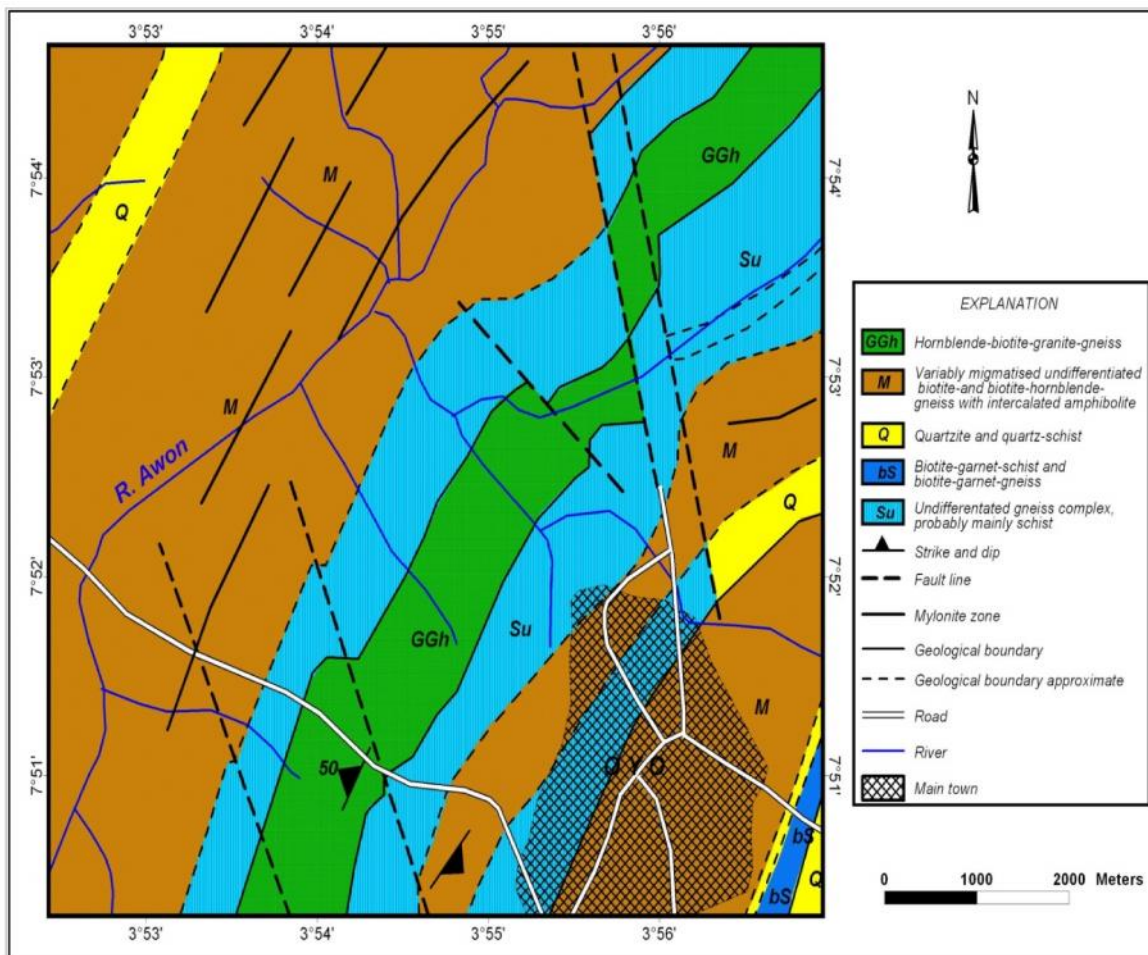 3°53' 3°54' 3°55' 3°56'
7°54' 7°54'
7°53' 7°53'
7°52' 7°52'
7°51' 7°51'
3°53' 3°54' 3°55' 3°56'
GGh
M
Q
Su
M
R. Awon
M
Q
GGh
Su
M
50
Q
bS
bS
Q
N
EXPLANATION
GGh Hornblende-biotite-granite-gneiss
M Variably migmatised undifferentiated
biotite-and biotite-hornblende-
gneiss with intercalated amphibolite
Q Quartzite and quartz-schist
bS Biotite-garnet-schist and
biotite-garnet-gneiss
Su Undifferentated gneiss complex,
probably mainly schist
Strike and dip
Fault line
Mylonite zone
Geological boundary
Geological boundary approximate
Road
River
Main town
0 1000 2000 Meters